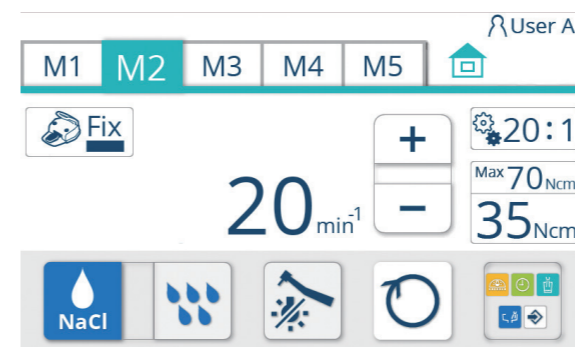 User A
M1 M2 M3 M4 M5
Fix
+
20:1
Max 70 Ncm
20 min-1
−
35 Ncm
NaCl